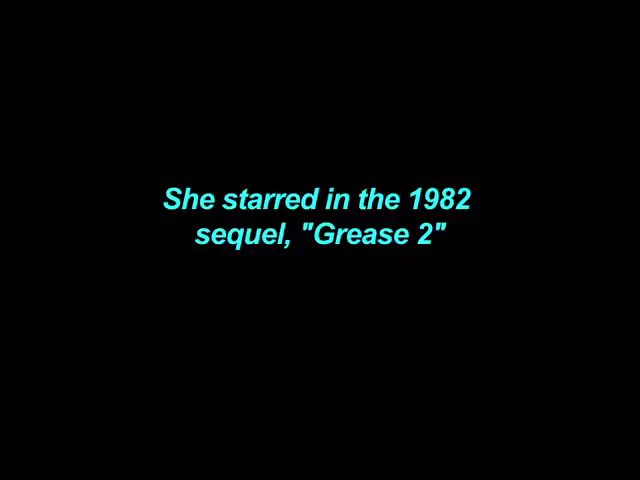 She starred in the 1982
sequel, "Grease 2"